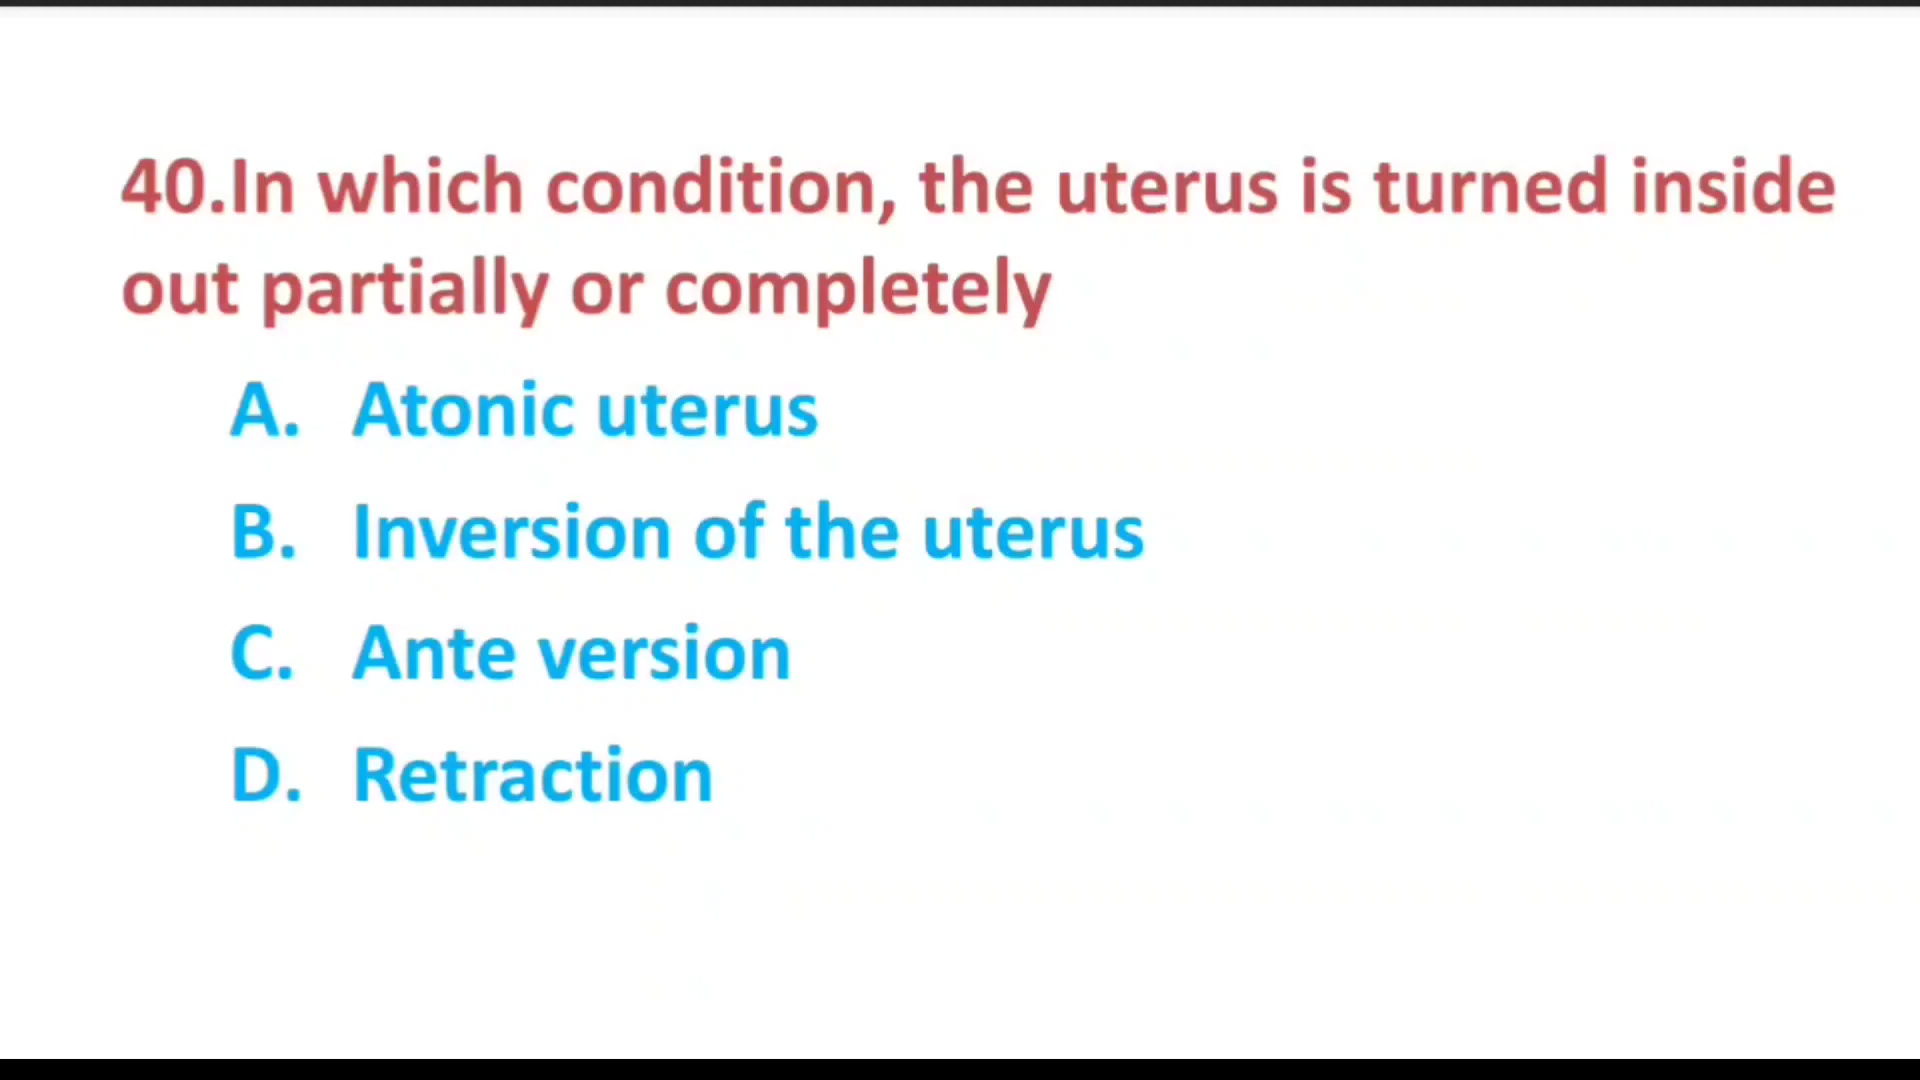 40.In which condition, the uterus is turned inside
out partially or completely
A. Atonic uterus
B. Inversion of the uterus
C. Ante version
D. Retraction